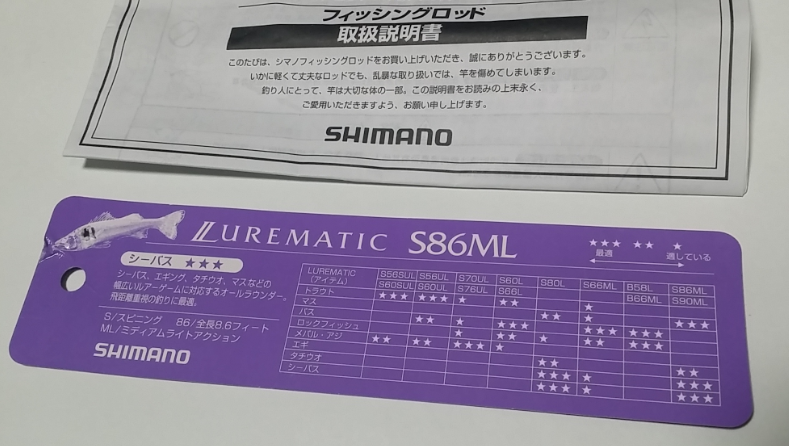 フィッシングロッド
取扱説明書
このたびは、シマノフィッシングロッドをお買い上げいただき、誠にありがとうございます。
いかに軽くて丈夫なロッドでも、乱暴な取り扱いでは、竿を傷めてしまいます。
釣り人にとって、竿は大切な体の一部。この説明書をお読みの上末永く、
ご愛用いただきますよう、お願い申し上げます。
SHIMANO
LUREMATIC S86ML
★★★ ★★ ★
最適 適している
シーバス ★★★
シーバス、エギング、タチウオ、マスなどの
幅広いルアーゲームに対応するオールラウンダー。
飛距離重視の釣りに最適。
S/スピニング 86/全長8.6フィート
ML/ミディアムライトアクション
SHIMANO
LUREMATIC S56SUL S56UL S70UL S60L S80L S66ML B58L S86ML
(アイテム) S60SUL S60UL S76UL S66L B66ML S90ML
トラウト ★★★ ★★★ ★ ★★
マス ★ ★★★
バス ★★ ★ ★★★ ★ ★★★ ★★★
ロックフィッシュ ★ ★★ ★ ★★ ★★★
メバル・アジ ★★ ★★ ★★★ ★
エギ ★★ ★★
タチウオ ★★★ ★ ★★★
シーバス ★★★ ★ ★★★